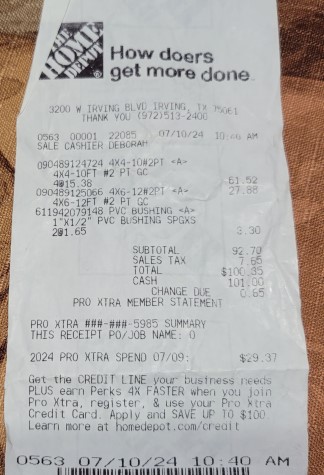 THE HOME DEPOT
How doers
get more done.
3200 W IRVING BLVD IRVING, TX 75061
THANK YOU (972)513-2400
0563 00001 22085 07/10/24 10:40 AM
SALE CASHIER DEBORAH
090489124724 4X4-10#2PT <A>
4X4-10FT #2 PT GC
4@15.38 61.52
090489125066 4X6-12#2PT <A> 27.88
4X6-12FT #2 PT GC
611942079148 PVC BUSHING <A>
1"X1/2" PVC BUSHING SPGXS
2@1.65 3.30
SUBTOTAL 92.70
SALES TAX 7.65
TOTAL $100.35
CASH 101.00
CHANGE DUE 0.65
PRO XTRA MEMBER STATEMENT
PRO XTRA ###-###-5985 SUMMARY
THIS RECEIPT PO/JOB NAME: 0
2024 PRO XTRA SPEND 07/09: $29.37
Get the CREDIT LINE your business needs
PLUS earn Perks 4X FASTER when you join
Pro Xtra, register, & use your Pro Xtra
Credit Card. Apply and SAVE UP TO $100
Learn more at homedepot.com/credit
0563 07/10/24 10:40 AM